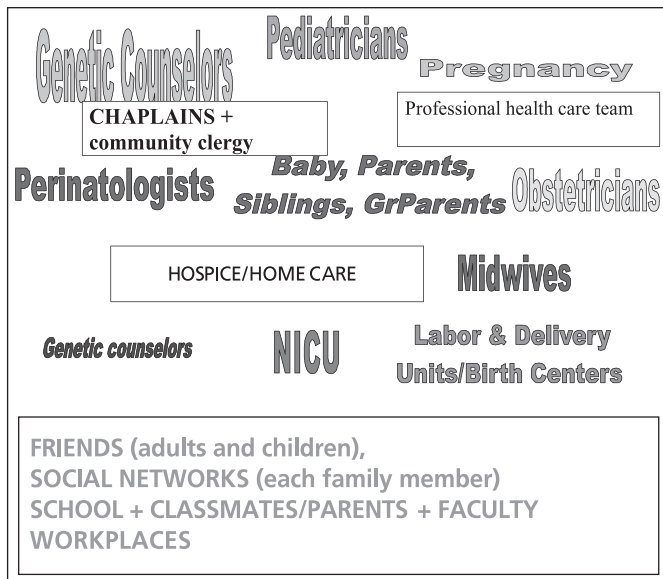 Genetic Counselors
Pediatricians
Pregnancy
CHAPLAINS +
community clergy
Professional health care team
Perinatologists
Baby, Parents,
Siblings, GrParents
Obstetricians
HOSPICE/HOME CARE
Midwives
Genetic counselors
NICU
Labor & Delivery
Units/Birth Centers
FRIENDS (adults and children),
SOCIAL NETWORKS (each family member)
SCHOOL + CLASSMATES/PARENTS + FACULTY
WORKPLACES